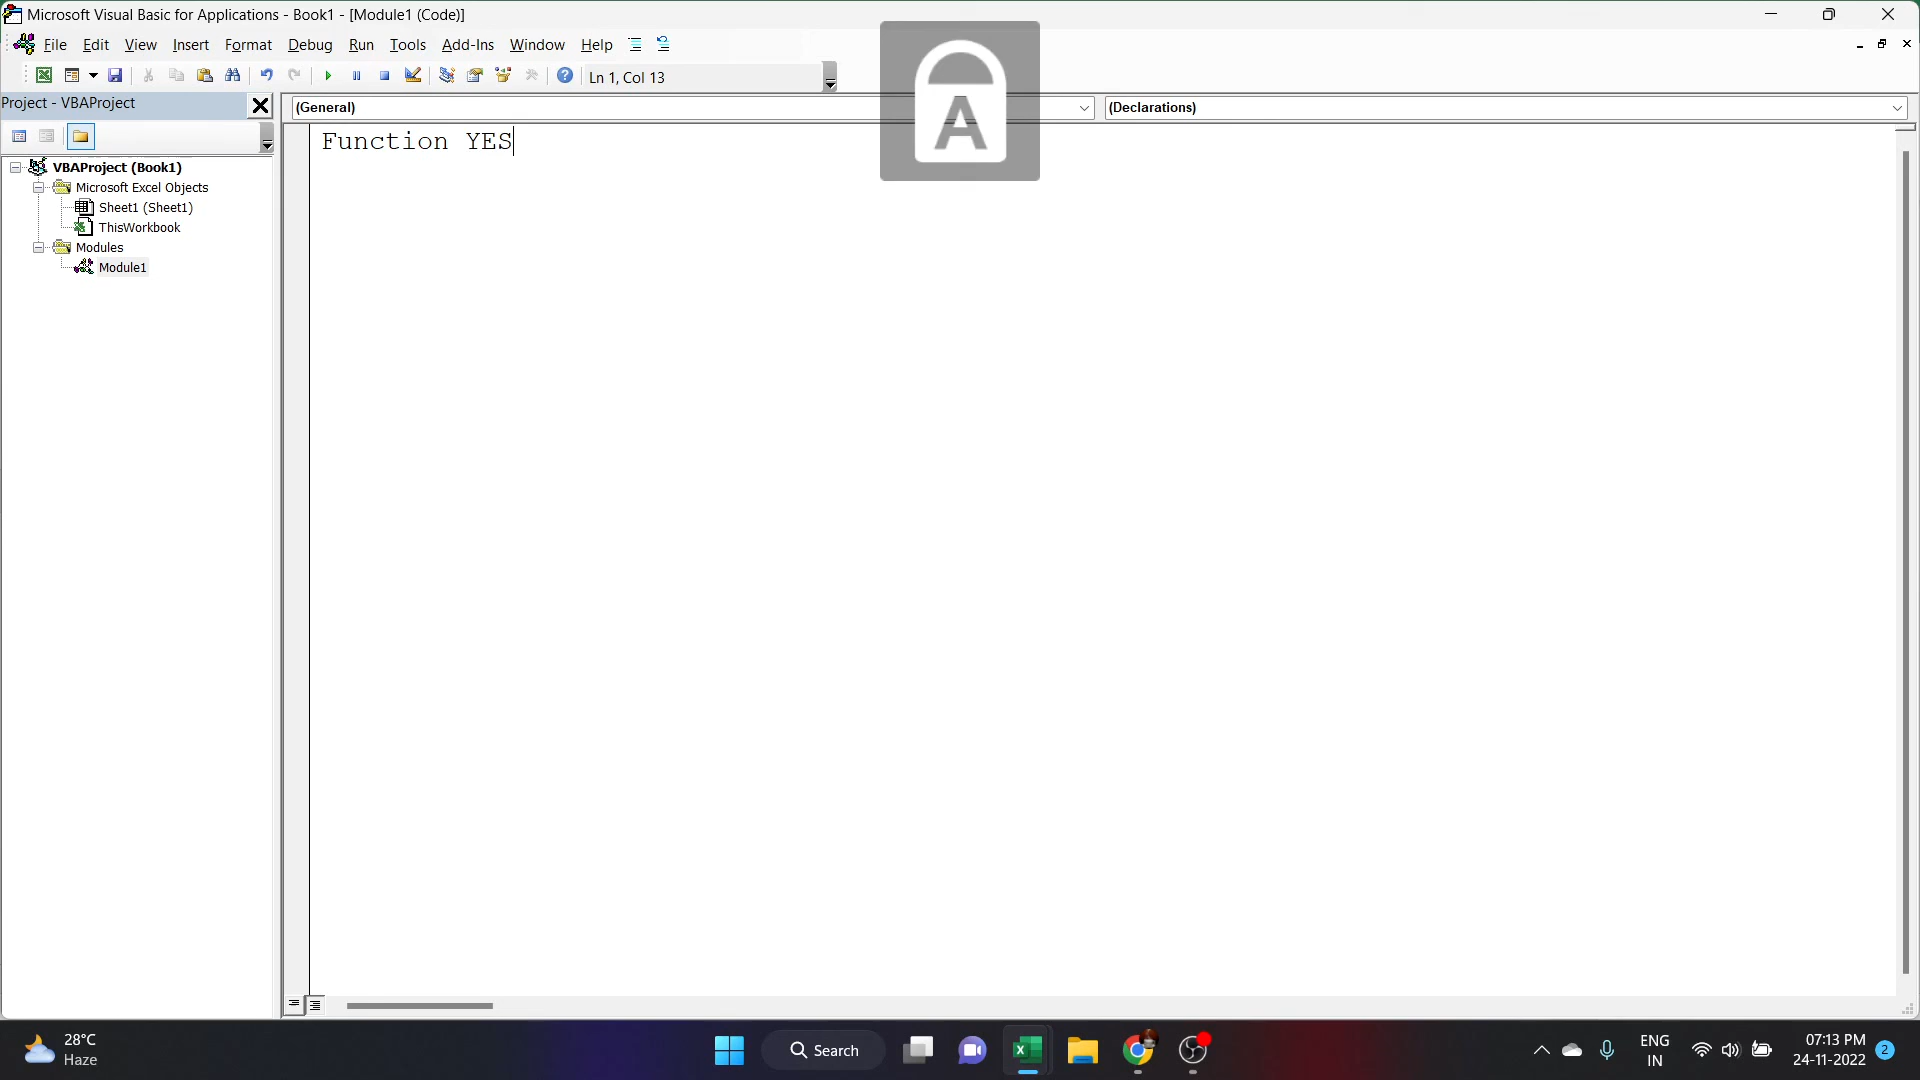 Microsoft Visual Basic for Applications - Book1 - [Module1 (Code)]
File Edit View Insert Format Debug Run Tools Add-Ins Window Help
Ln 1, Col 13
Project - VBAProject
(General) (Declarations)
Function YES
A
VBAProject (Book1)
Microsoft Excel Objects
Sheet1 (Sheet1)
ThisWorkbook
Modules
Module1
28°C
Haze
Search
ENG
IN
07:13 PM
24-11-2022
2